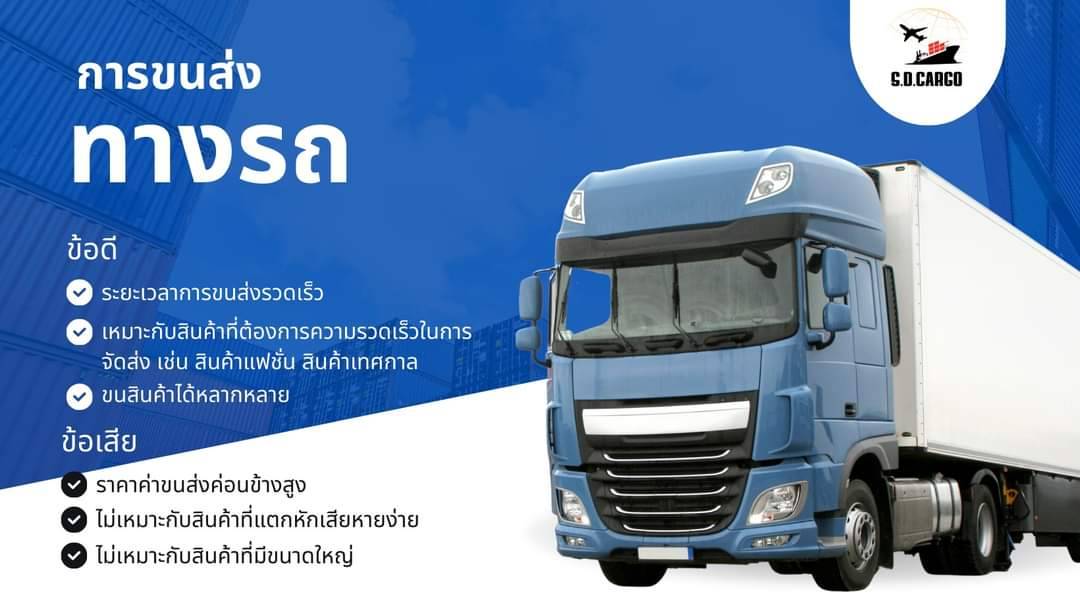 การขนส่ง
ทางรถ
S.D.CARGO
ข้อดี
ระยะเวลาการขนส่งรวดเร็ว
เหมาะกับสินค้าที่ต้องการความรวดเร็วในการ
จัดส่ง เช่น สินค้าแฟชั่น สินค้าเทศกาล
ขนสินค้าได้หลากหลาย
ข้อเสีย
ราคาค่าขนส่งค่อนข้างสูง
ไม่เหมาะกับสินค้าที่แตกหักเสียหายง่าย
ไม่เหมาะกับสินค้าที่มีขนาดใหญ่